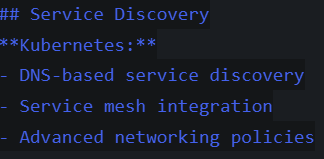 ## Service Discovery
**Kubernetes:**
- DNS-based service discovery
- Service mesh integration
- Advanced networking policies